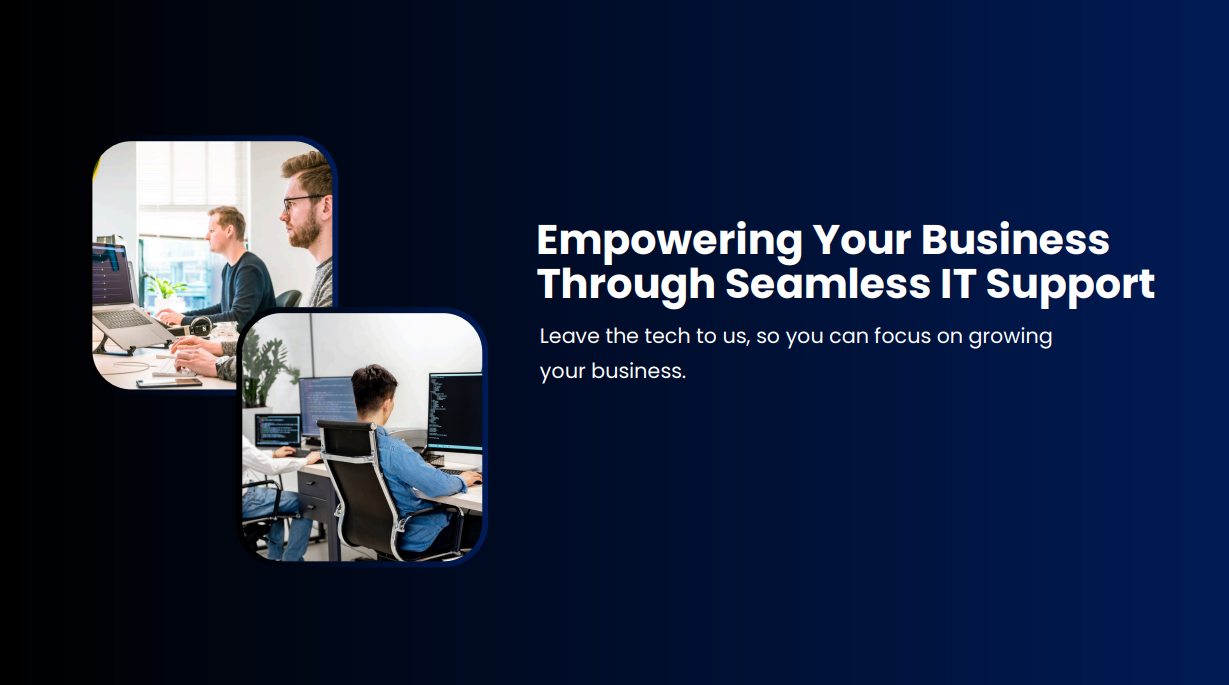 Empowering Your Business
Through Seamless IT Support
Leave the tech to us, so you can focus on growing
your business.